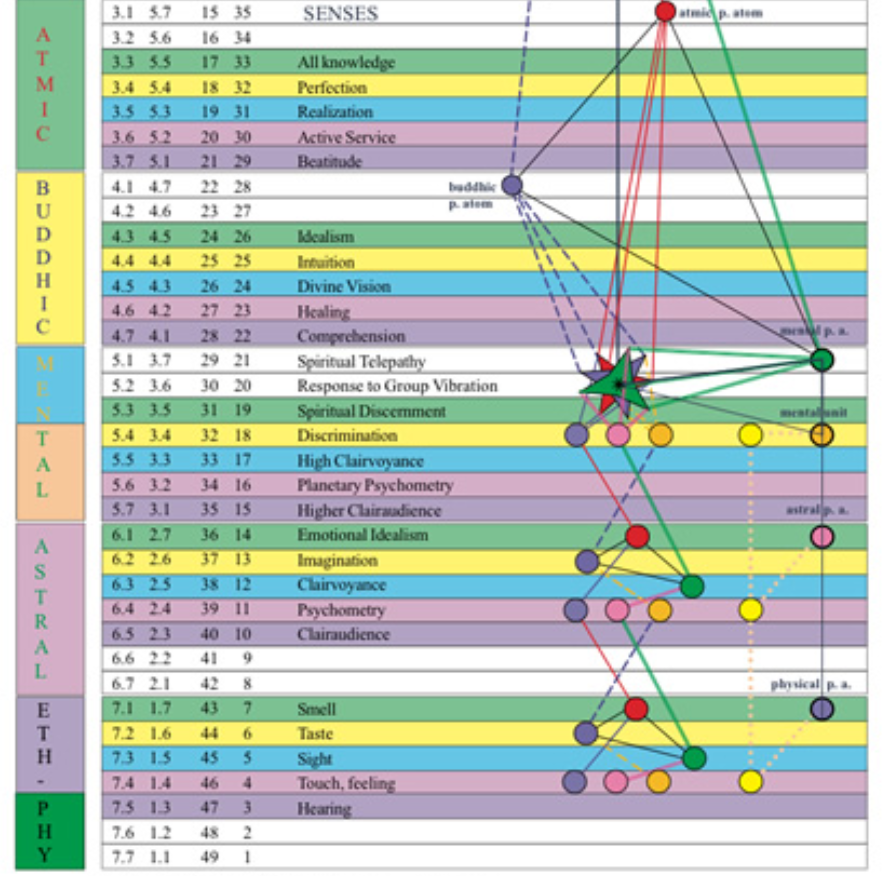 3.1 5.7 15 35 SENSES atmic p. atom
3.2 5.6 16 34
3.3 5.5 17 33 All knowledge
3.4 5.4 18 32 Perfection
3.5 5.3 19 31 Realization
3.6 5.2 20 30 Active Service
3.7 5.1 21 29 Beatitude
ATMIC
4.1 4.7 22 28 buddhic
4.2 4.6 23 27 p. atom
4.3 4.5 24 26 Idealism
4.4 4.4 25 25 Intuition
4.5 4.3 26 24 Divine Vision
4.6 4.2 27 23 Healing
4.7 4.1 28 22 Comprehension mental p. a.
BUDDHIC
5.1 3.7 29 21 Spiritual Telepathy
5.2 3.6 30 20 Response to Group Vibration
5.3 3.5 31 19 Spiritual Discernment mental unit
5.4 3.4 32 18 Discrimination
5.5 3.3 33 17 High Clairvoyance
5.6 3.2 34 16 Planetary Psychometry
5.7 3.1 35 15 Higher Clairaudience astral p. a.
MENTAL
6.1 2.7 36 14 Emotional Idealism
6.2 2.6 37 13 Imagination
6.3 2.5 38 12 Clairvoyance
6.4 2.4 39 11 Psychometry
6.5 2.3 40 10 Clairaudience
6.6 2.2 41 9
6.7 2.1 42 8 physical p. a.
ASTRAL
7.1 1.7 43 7 Smell
7.2 1.6 44 6 Taste
7.3 1.5 45 5 Sight
7.4 1.4 46 4 Touch, feeling
7.5 1.3 47 3 Hearing
7.6 1.2 48 2
7.7 1.1 49 1
ETH-PHY